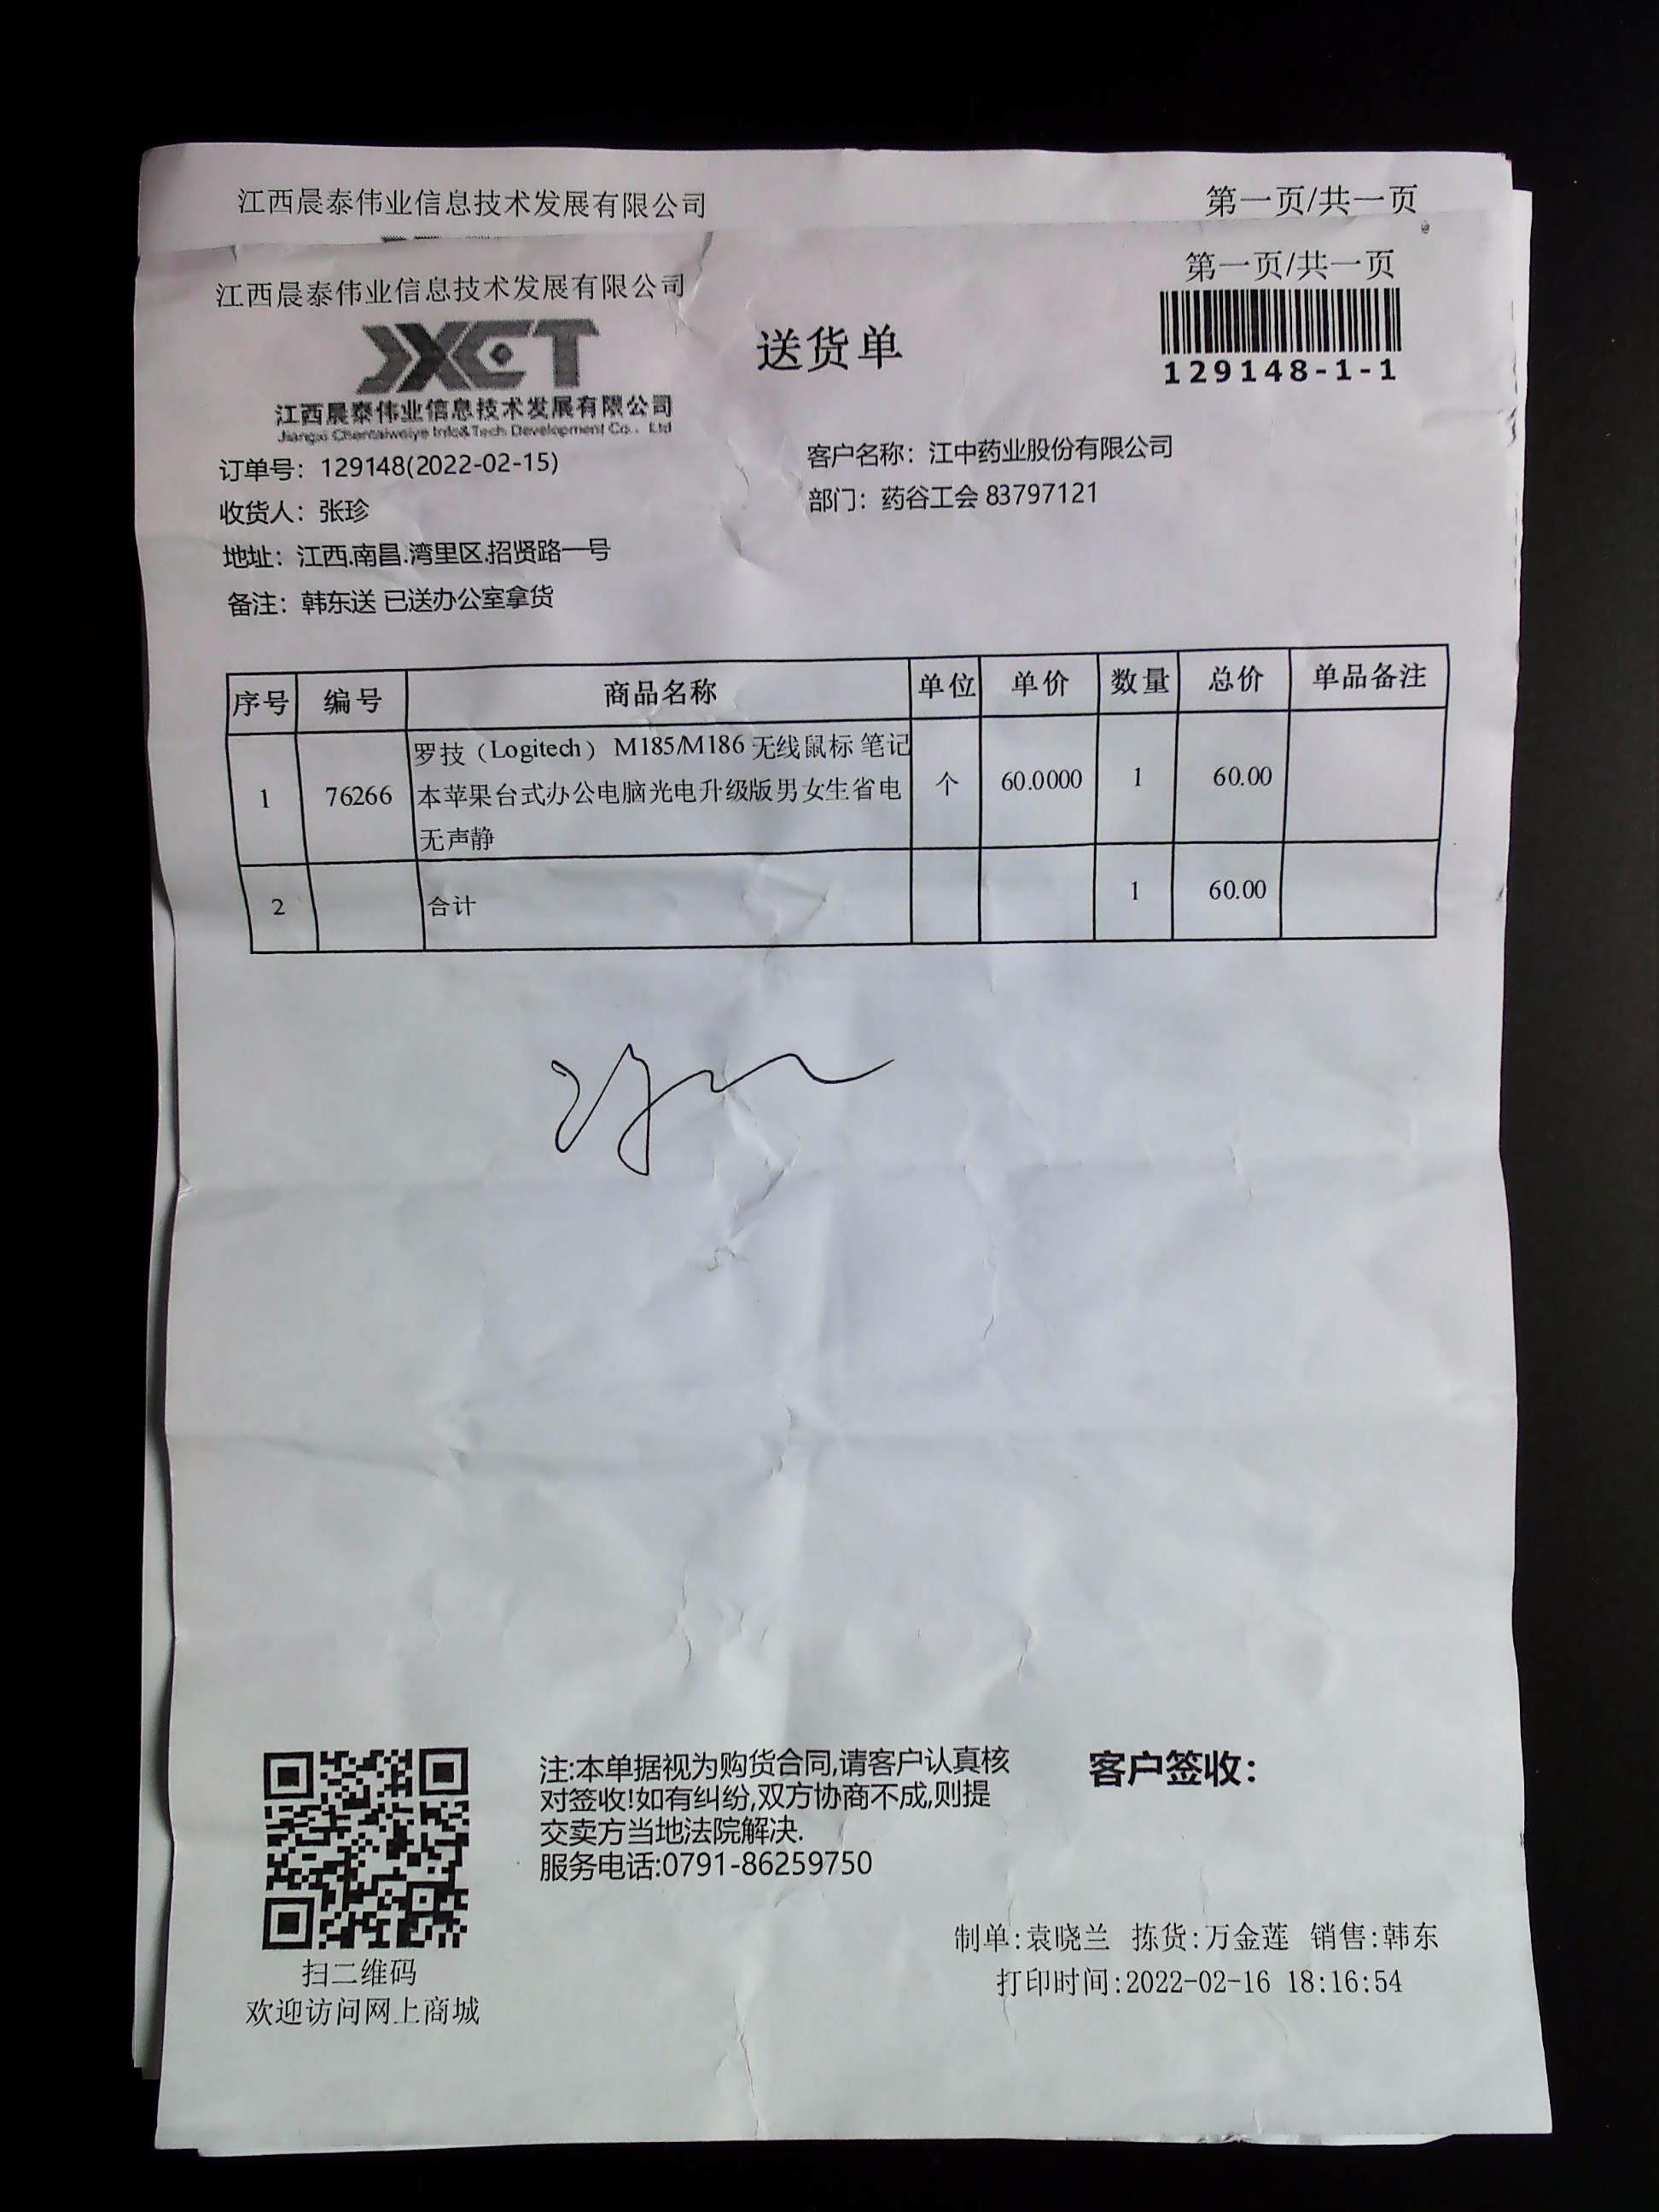 江西晨泰伟业信息技术发展有限公司 第一页/共一页
江西晨泰伟业信息技术发展有限公司 第一页/共一页
JXCT
送货单
129148-1-1
江西晨泰伟业信息技术发展有限公司
Jiangxi Chentaiweiye Info&Tech Development Co., Ltd
订单号：129148(2022-02-15) 客户名称：江中药业股份有限公司
收货人：张珍 部门：药谷工会 83797121
地址：江西.南昌.湾里区.招贤路一号
备注：韩东送 已送办公室拿货
序号 编号 商品名称 单位 单价 数量 总价 单品备注
1 76266 罗技（Logitech） M185/M186 无线鼠标 笔记
本苹果台式办公电脑光电升级版男女生省电 个 60.0000 1 60.00
无声静
2 合计 1 60.00
注:本单据视为购货合同,请客户认真核
对签收!如有纠纷,双方协商不成,则提
交卖方当地法院解决.
服务电话:0791-86259750
客户签收：
扫二维码
欢迎访问网上商城
制单:袁晓兰 拣货:万金莲 销售:韩东
打印时间:2022-02-16 18:16:54